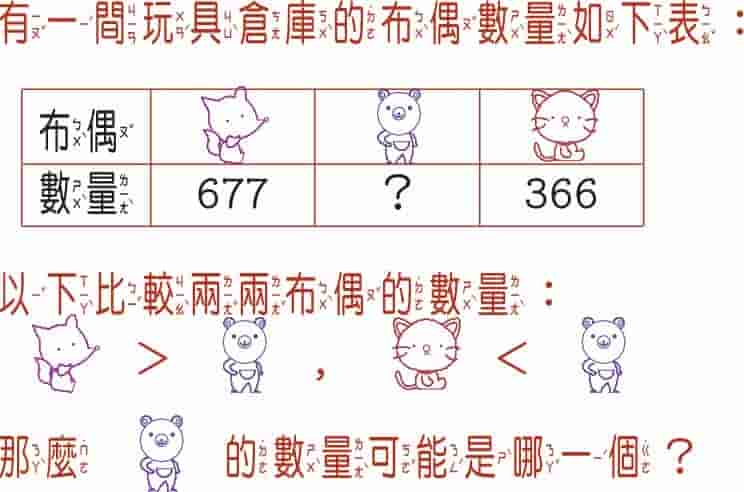 有一間玩具倉庫的布偶數量如下表：
布偶
數量 677 ? 366
以下比較兩兩布偶的數量：
> , <
那麼 的數量可能是哪一個？